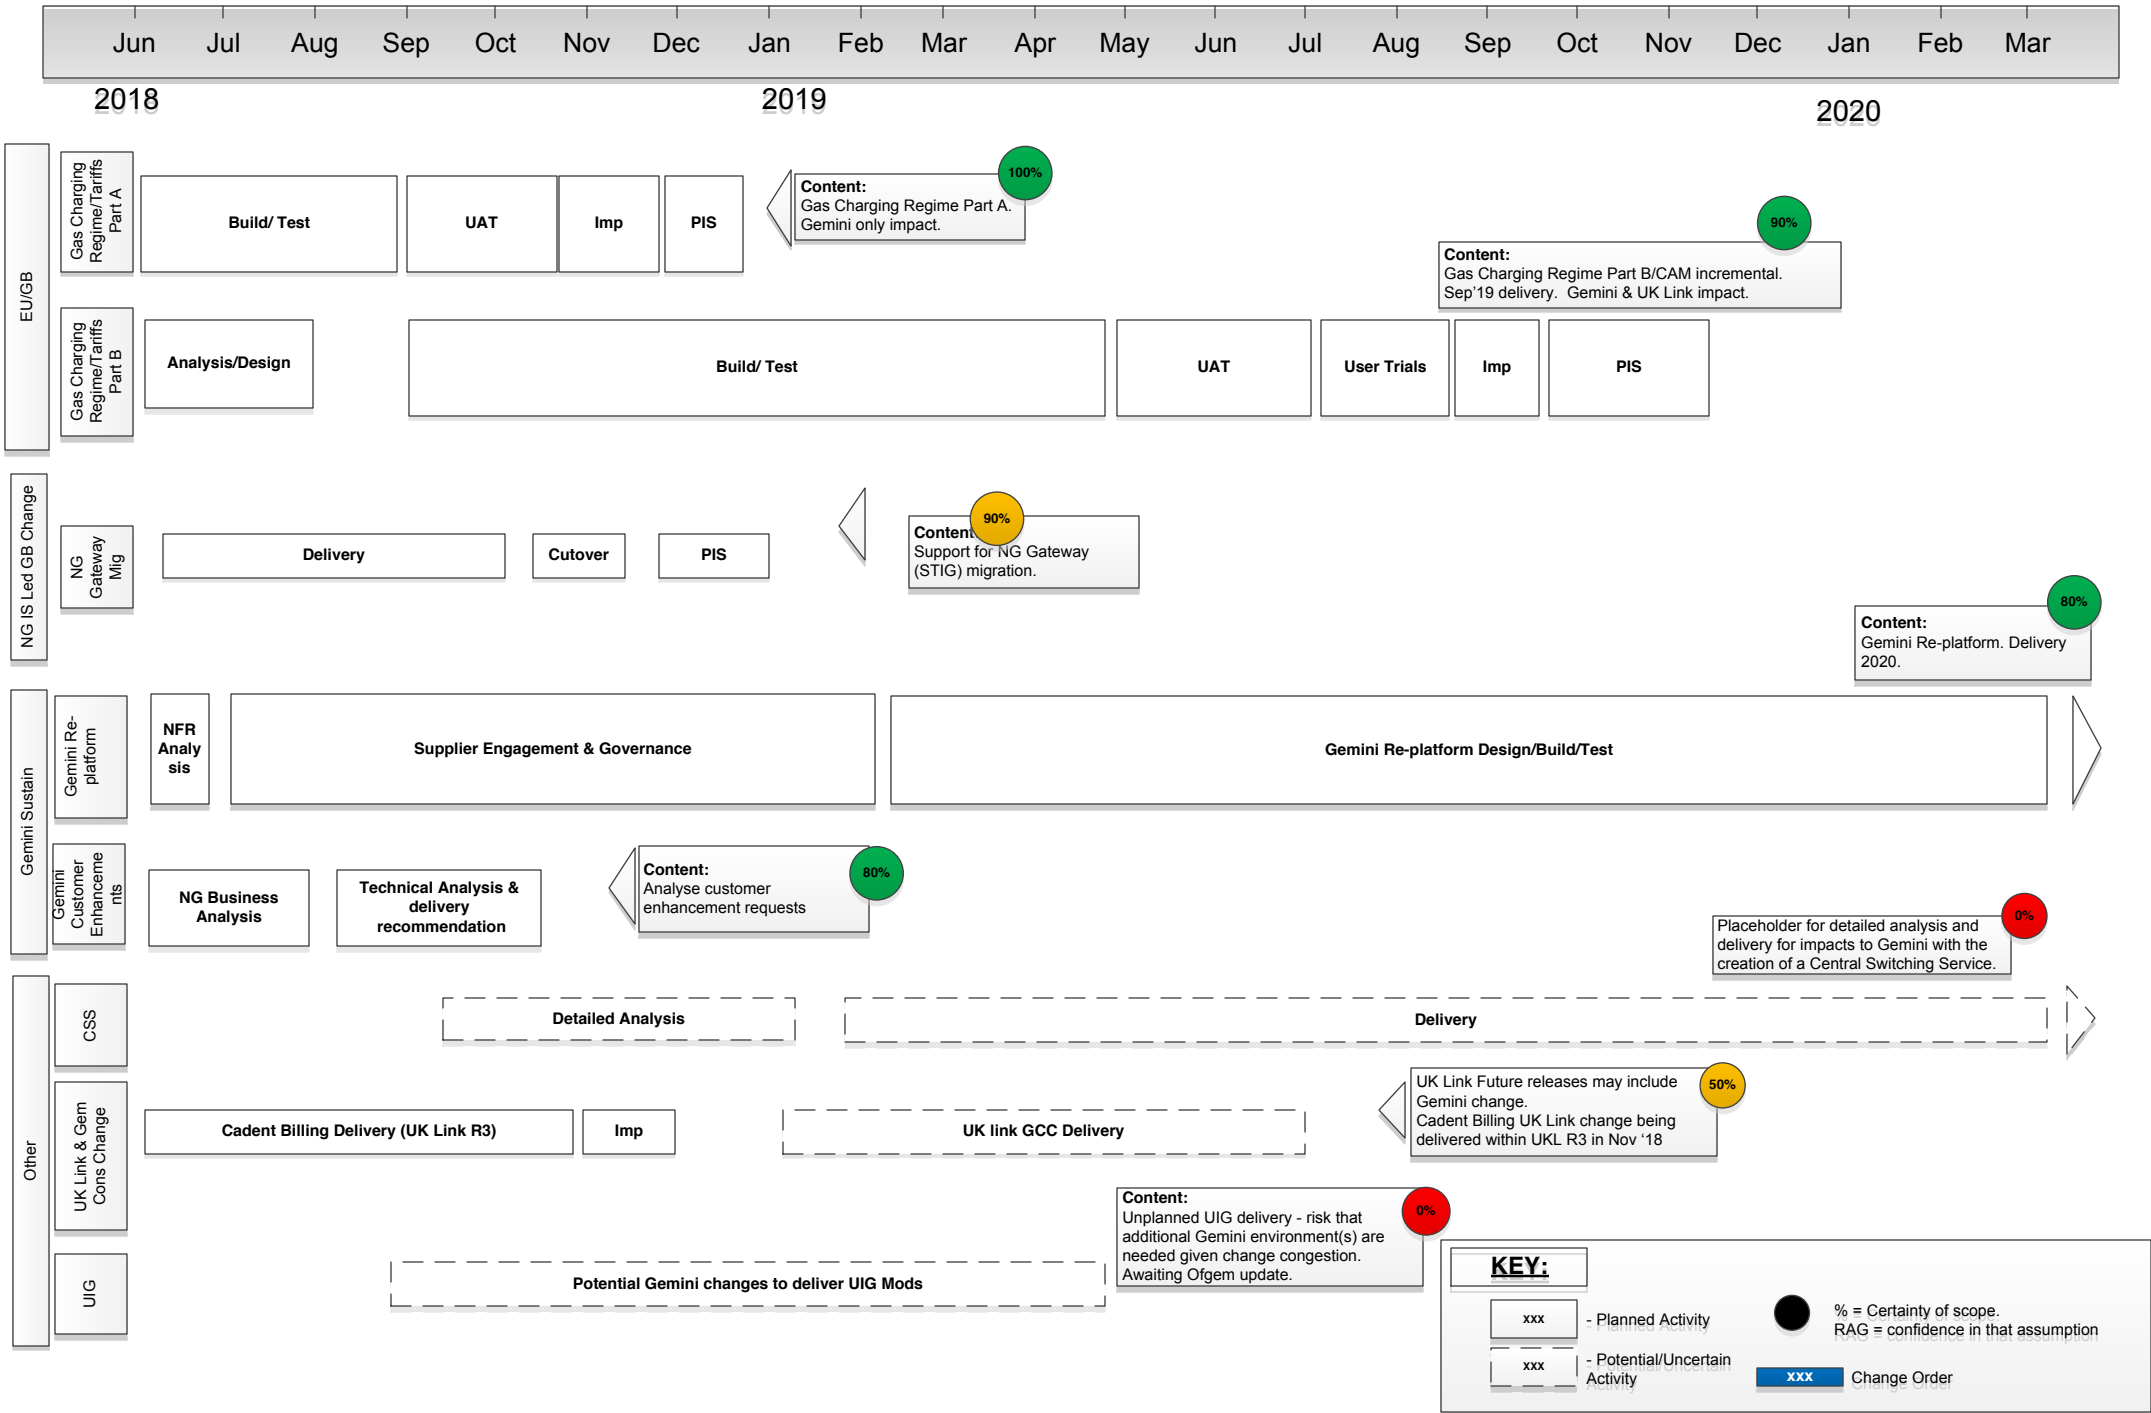 Jun Jul Aug Sep Oct Nov Dec Jan Feb Mar Apr May Jun Jul Aug Sep Oct Nov Dec Jan Feb Mar
2018 2019 2020
EU/GB
Gas Charging
Regime/Tariffs
Part A
Build/ Test
UAT
Imp
PIS
100%
Content:
Gas Charging Regime Part A.
Gemini only impact.
90%
Content:
Gas Charging Regime Part B/CAM incremental.
Sep'19 delivery. Gemini & UK Link impact.
Gas Charging
Regime/Tariffs
Part B
Analysis/Design
Build/ Test
UAT
User Trials
Imp
PIS
NG IS Led GB Change
NG
Gateway
Mig
Delivery
Cutover
PIS
90%
Content
Support for NG Gateway
(STIG) migration.
80%
Content:
Gemini Re-platform. Delivery
2020.
Gemini Sustain
Gemini Re-
platform
NFR
Analy
sis
Supplier Engagement & Governance
Gemini Re-platform Design/Build/Test
Gemini
Customer
Enhanceme
nts
NG Business
Analysis
Technical Analysis &
delivery
recommendation
80%
Content:
Analyse customer
enhancement requests
0%
Placeholder for detailed analysis and
delivery for impacts to Gemini with the
creation of a Central Switching Service.
Other
CSS
Detailed Analysis
Delivery
UK Link & Gem
Cons Change
Cadent Billing Delivery (UK Link R3)
Imp
UK link GCC Delivery
50%
UK Link Future releases may include
Gemini change.
Cadent Billing UK Link change being
delivered within UKL R3 in Nov ‘18
UIG
Potential Gemini changes to deliver UIG Mods
0%
Content:
Unplanned UIG delivery - risk that
additional Gemini environment(s) are
needed given change congestion.
Awaiting Ofgem update.
KEY:
xxx - Planned Activity
xxx - Potential/Uncertain
Activity
% = Certainty of scope.
RAG = confidence in that assumption
xxx Change Order